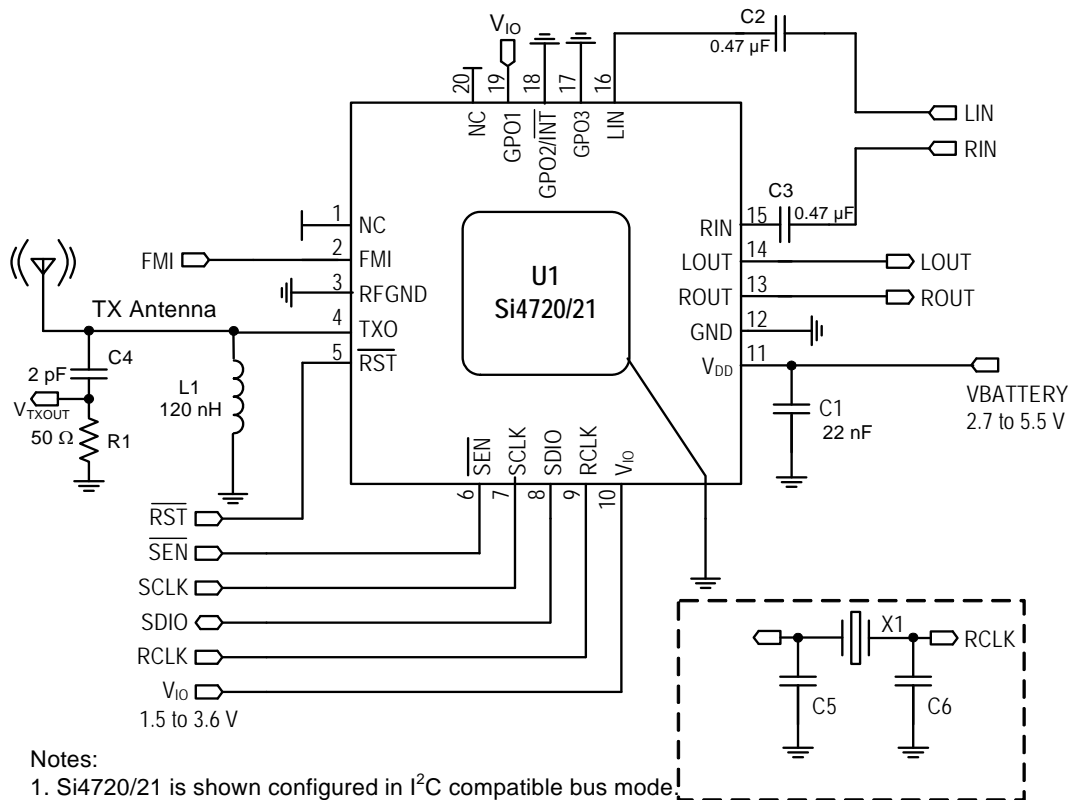 C2
V_IO
0.47 µF
20
19
18
17
16
NC
GPO1
GPO2/INT
GPO3
LIN
LIN
RIN
C3
1
NC
RIN
15
0.47 µF
FMI
2
FMI
LOUT
14
LOUT
3
RFGND
U1
Si4720/21
ROUT
13
ROUT
TX Antenna
4
TXO
GND
12
5
RST
V_DD
11
C4
2 pF
L1
120 nH
V_TXOUT
50 Ω
R1
VBATTERY
2.7 to 5.5 V
C1
22 nF
SEN
SCLK
SDIO
RCLK
V_IO
6
7
8
9
10
RST
SEN
SCLK
SDIO
RCLK
V_IO
1.5 to 3.6 V
X1
RCLK
C5
C6
Notes:
1. Si4720/21 is shown configured in I²C compatible bus mode.